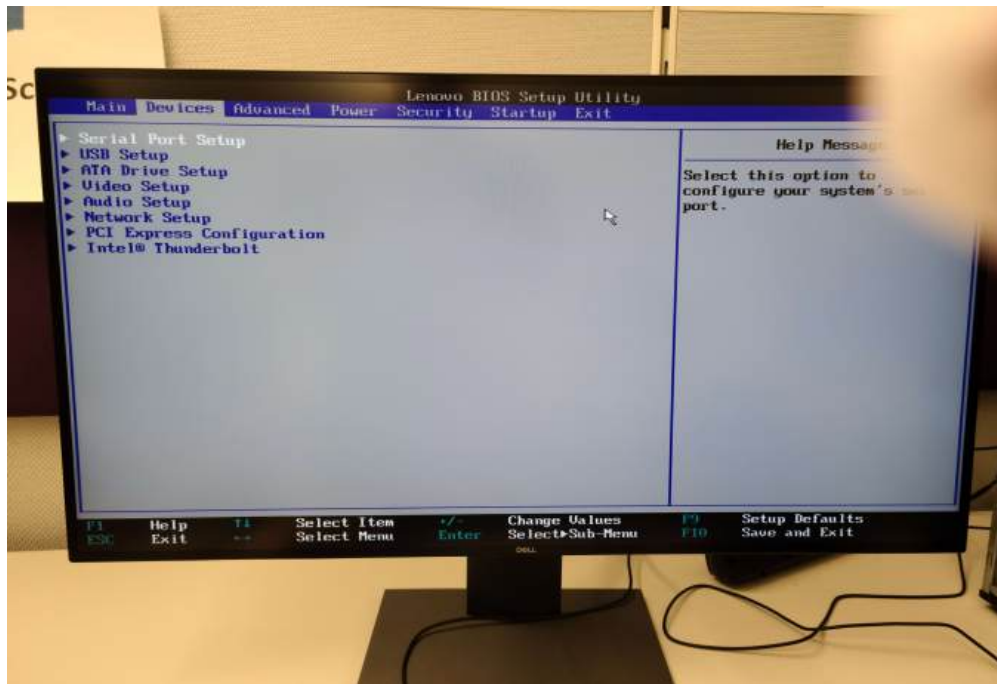 Sc
Lenovo BIOS Setup Utility
Main Devices Advanced Power Security Startup Exit
Serial Port Setup
USB Setup
ATA Drive Setup
Video Setup
Audio Setup
Network Setup
PCI Express Configuration
Intel® Thunderbolt
Help
Select this option to
configure your system's
port.
F1 Help ↑↓ Select Item +/- Change Values F9 Setup Defaults
ESC Exit ←→ Select Menu Enter Select▶Sub-Menu F10 Save and Exit
DELL